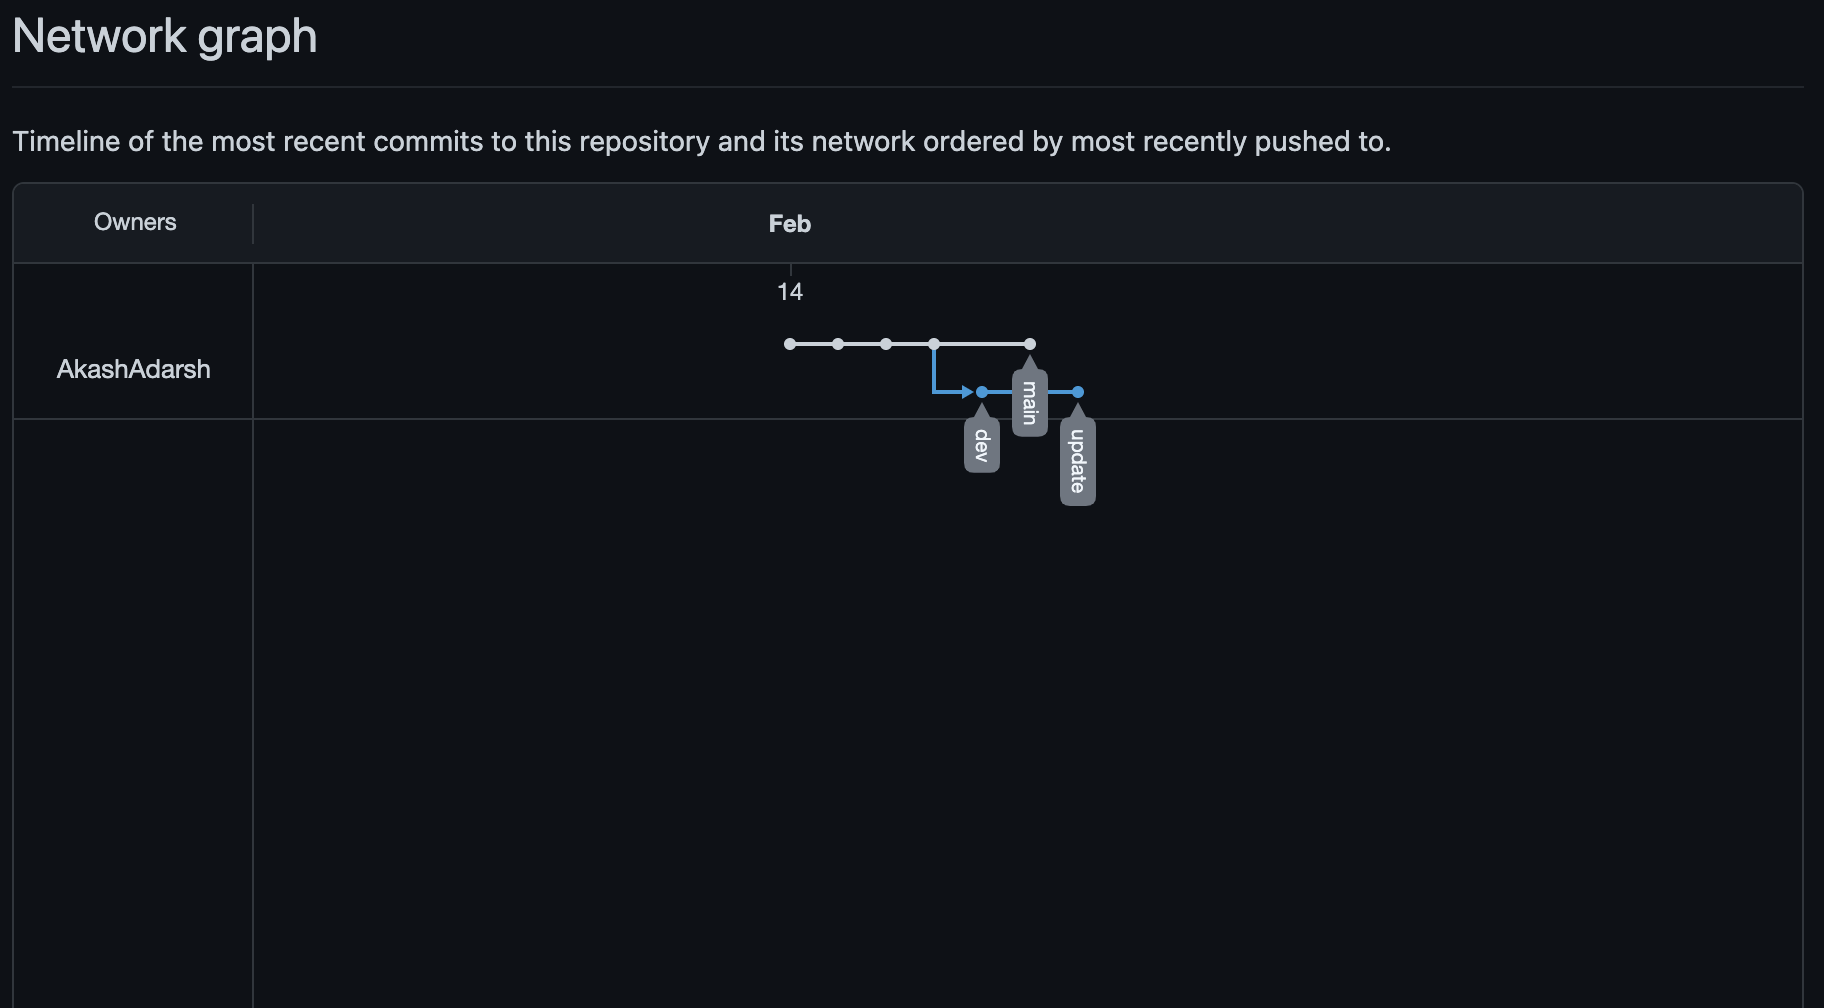 Network graph
Timeline of the most recent commits to this repository and its network ordered by most recently pushed to.
Owners
Feb
14
AkashAdarsh
main
dev
update